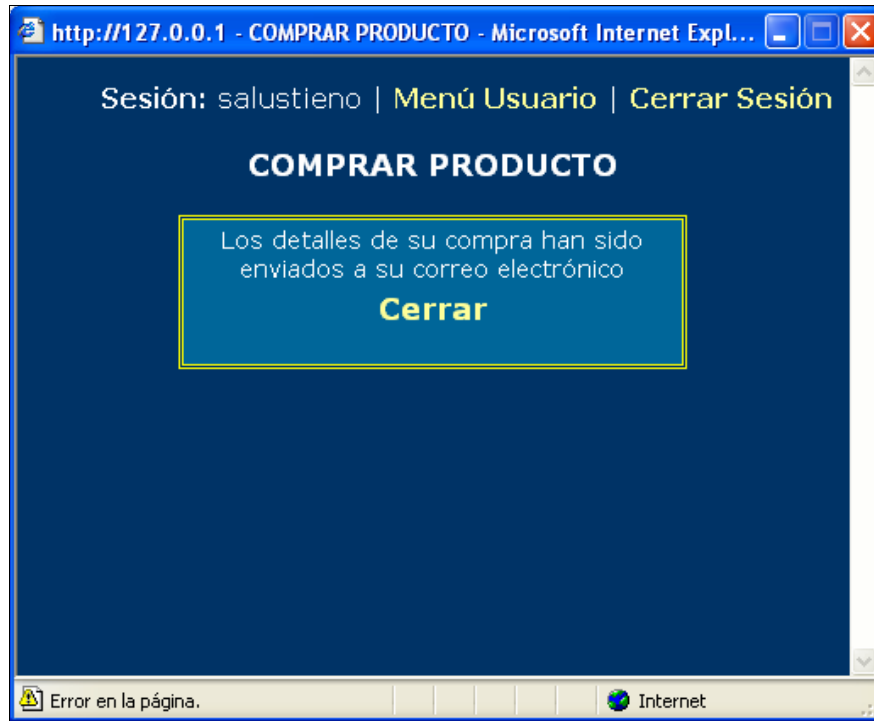 http://127.0.0.1 - COMPRAR PRODUCTO - Microsoft Internet Expl...
Sesión: salustieno | Menú Usuario | Cerrar Sesión
COMPRAR PRODUCTO
Los detalles de su compra han sido
enviados a su correo electrónico
Cerrar
Error en la página.
Internet